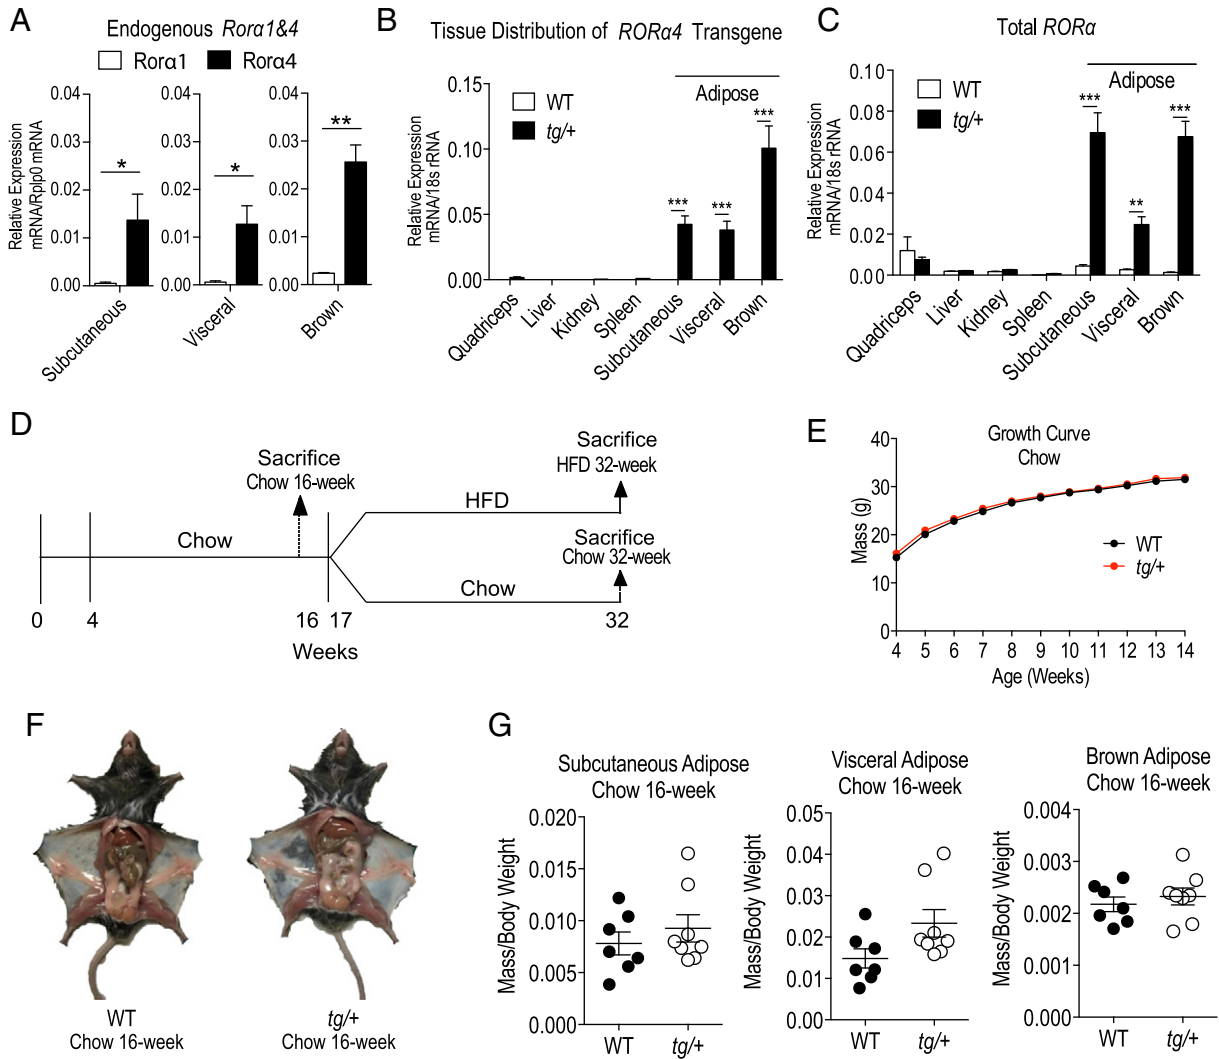 A
Endogenous Rorα1&4
Rorα1 Rorα4
Relative Expression
mRNA/Rplp0 mRNA
0.04 0.03 0.02 0.01 0.00
*
Subcutaneous
0.04 0.03 0.02 0.01 0.00
*
Visceral
0.04 0.03 0.02 0.01 0.00
**
Brown
B
Tissue Distribution of RORα4 Transgene
Relative Expression
mRNA/18s rRNA
0.15 0.10 0.05 0.00
WT
tg/+
Adipose
*** *** ***
Quadriceps Liver Kidney Spleen Subcutaneous Visceral Brown
C
Total RORα
Relative Expression
mRNA/18s rRNA
0.10 0.08 0.06 0.04 0.02 0.00
WT
tg/+
Adipose
*** ** ***
Quadriceps Liver Kidney Spleen Subcutaneous Visceral Brown
D
Sacrifice
Chow 16-week
Sacrifice
HFD 32-week
HFD
Chow
Sacrifice
Chow 32-week
Chow
0 4 16 17 32
Weeks
E
Growth Curve
Chow
Mass (g)
40 30 20 10 0
WT
tg/+
4 5 6 7 8 9 10 11 12 13 14
Age (Weeks)
F
WT
Chow 16-week
tg/+
Chow 16-week
G
Subcutaneous Adipose
Chow 16-week
Mass/Body Weight
0.020 0.015 0.010 0.005 0.000
WT tg/+
Visceral Adipose
Chow 16-week
Mass/Body Weight
0.05 0.04 0.03 0.02 0.01 0.00
WT tg/+
Brown Adipose
Chow 16-week
Mass/Body Weight
0.004 0.003 0.002 0.001 0.000
WT tg/+